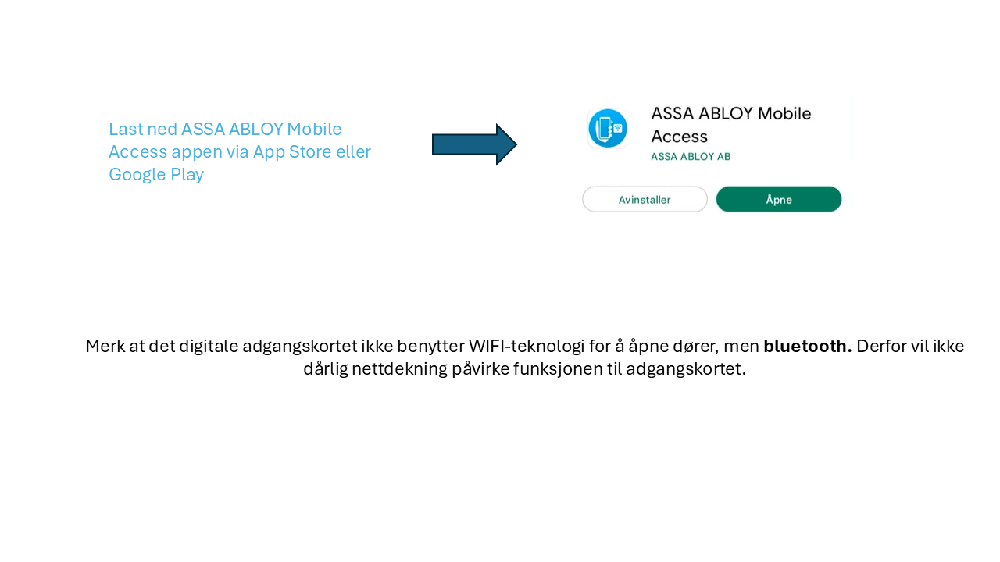 Last ned ASSA ABLOY Mobile
Access appen via App Store eller
Google Play
ASSA ABLOY Mobile
Access
ASSA ABLOY AB
Avinstaller
Åpne
Merk at det digitale adgangskortet ikke benytter WIFI-teknologi for å åpne dører, men bluetooth. Derfor vil ikke
dårlig nettdekning påvirke funksjonen til adgangskortet.